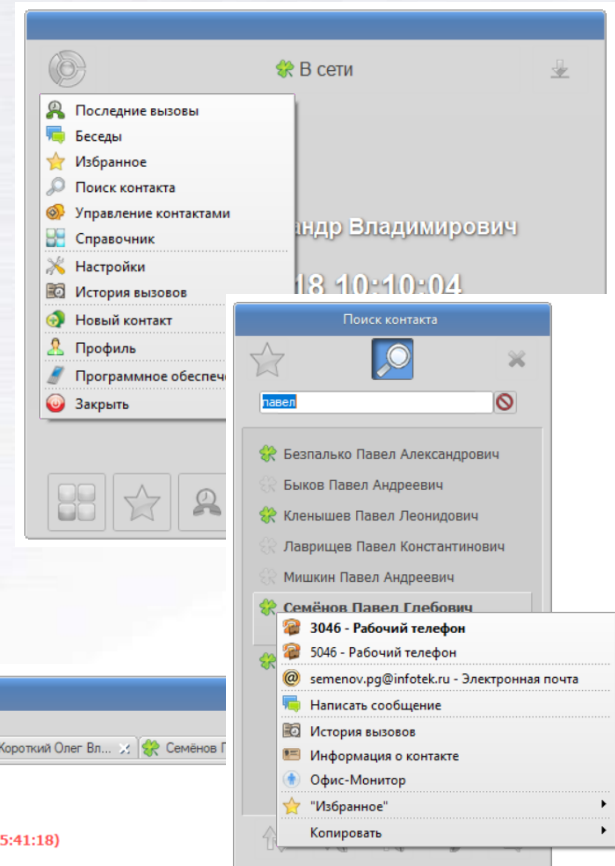 В сети
Последние вызовы
Беседы
Избранное
Поиск контакта
Управление контактами
Справочник
Настройки
История вызовов
Новый контакт
Профиль
Программное
Закрыть
Владимирович
18 10:10:04
Поиск контакта
павел
Безпалько Павел Александрович
Быков Павел Андреевич
Кленышев Павел Леонидович
Лаврищев Павел Константинович
Мишкин Павел Андреевич
Семёнов Павел Глебович
3046 - Рабочий телефон
5046 - Рабочий телефон
semenov.pg@infotek.ru - Электронная почта
Написать сообщение
История вызовов
Информация о контакте
Офис-Монитор
"Избранное"
Копировать
Короткий Олег Вл...
Семёнов
5:41:18)